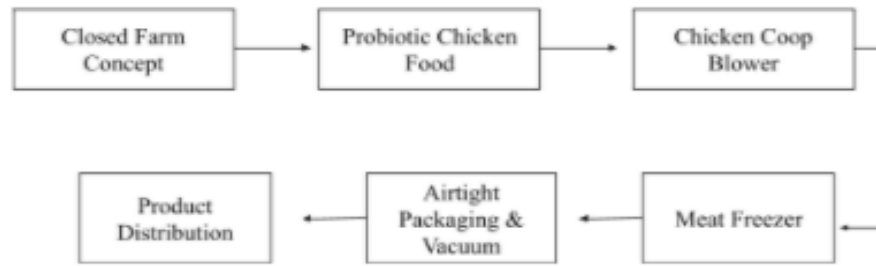 Closed Farm
Concept
Probiotic Chicken
Food
Chicken Coop
Blower
Meat Freezer
Airtight
Packaging &
Vacuum
Product
Distribution